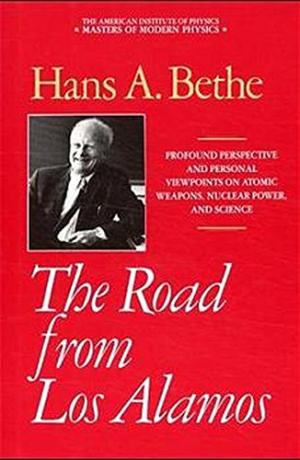 THE AMERICAN INSTITUTE OF PHYSICS
★ MASTERS OF MODERN PHYSICS ★
Hans A. Bethe
PROFOUND PERSPECTIVE
AND PERSONAL
VIEWPOINTS ON ATOMIC
WEAPONS, NUCLEAR POWER,
AND SCIENCE
The Road
from
Los Alamos